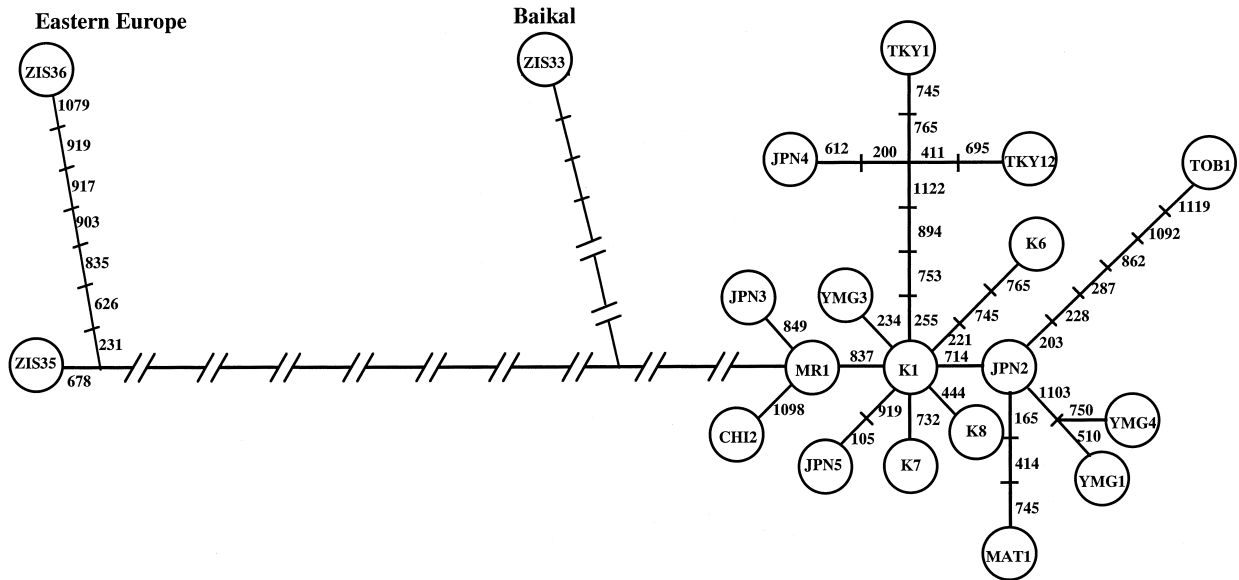 Eastern Europe
Baikal
ZIS36
ZIS33
TKY1
1079
745
919
765
612
200
411
695
JPN4
TKY12
TOB1
917
1122
1119
903
894
K6
1092
862
835
753
765
287
JPN3
YMG3
626
745
228
849
234
255
221
203
231
ZIS35
678
MR1
837
K1
714
JPN2
1098
919
732
444
1103
165
750
CHI2
105
K8
510
YMG4
JPN5
K7
414
YMG1
745
MAT1